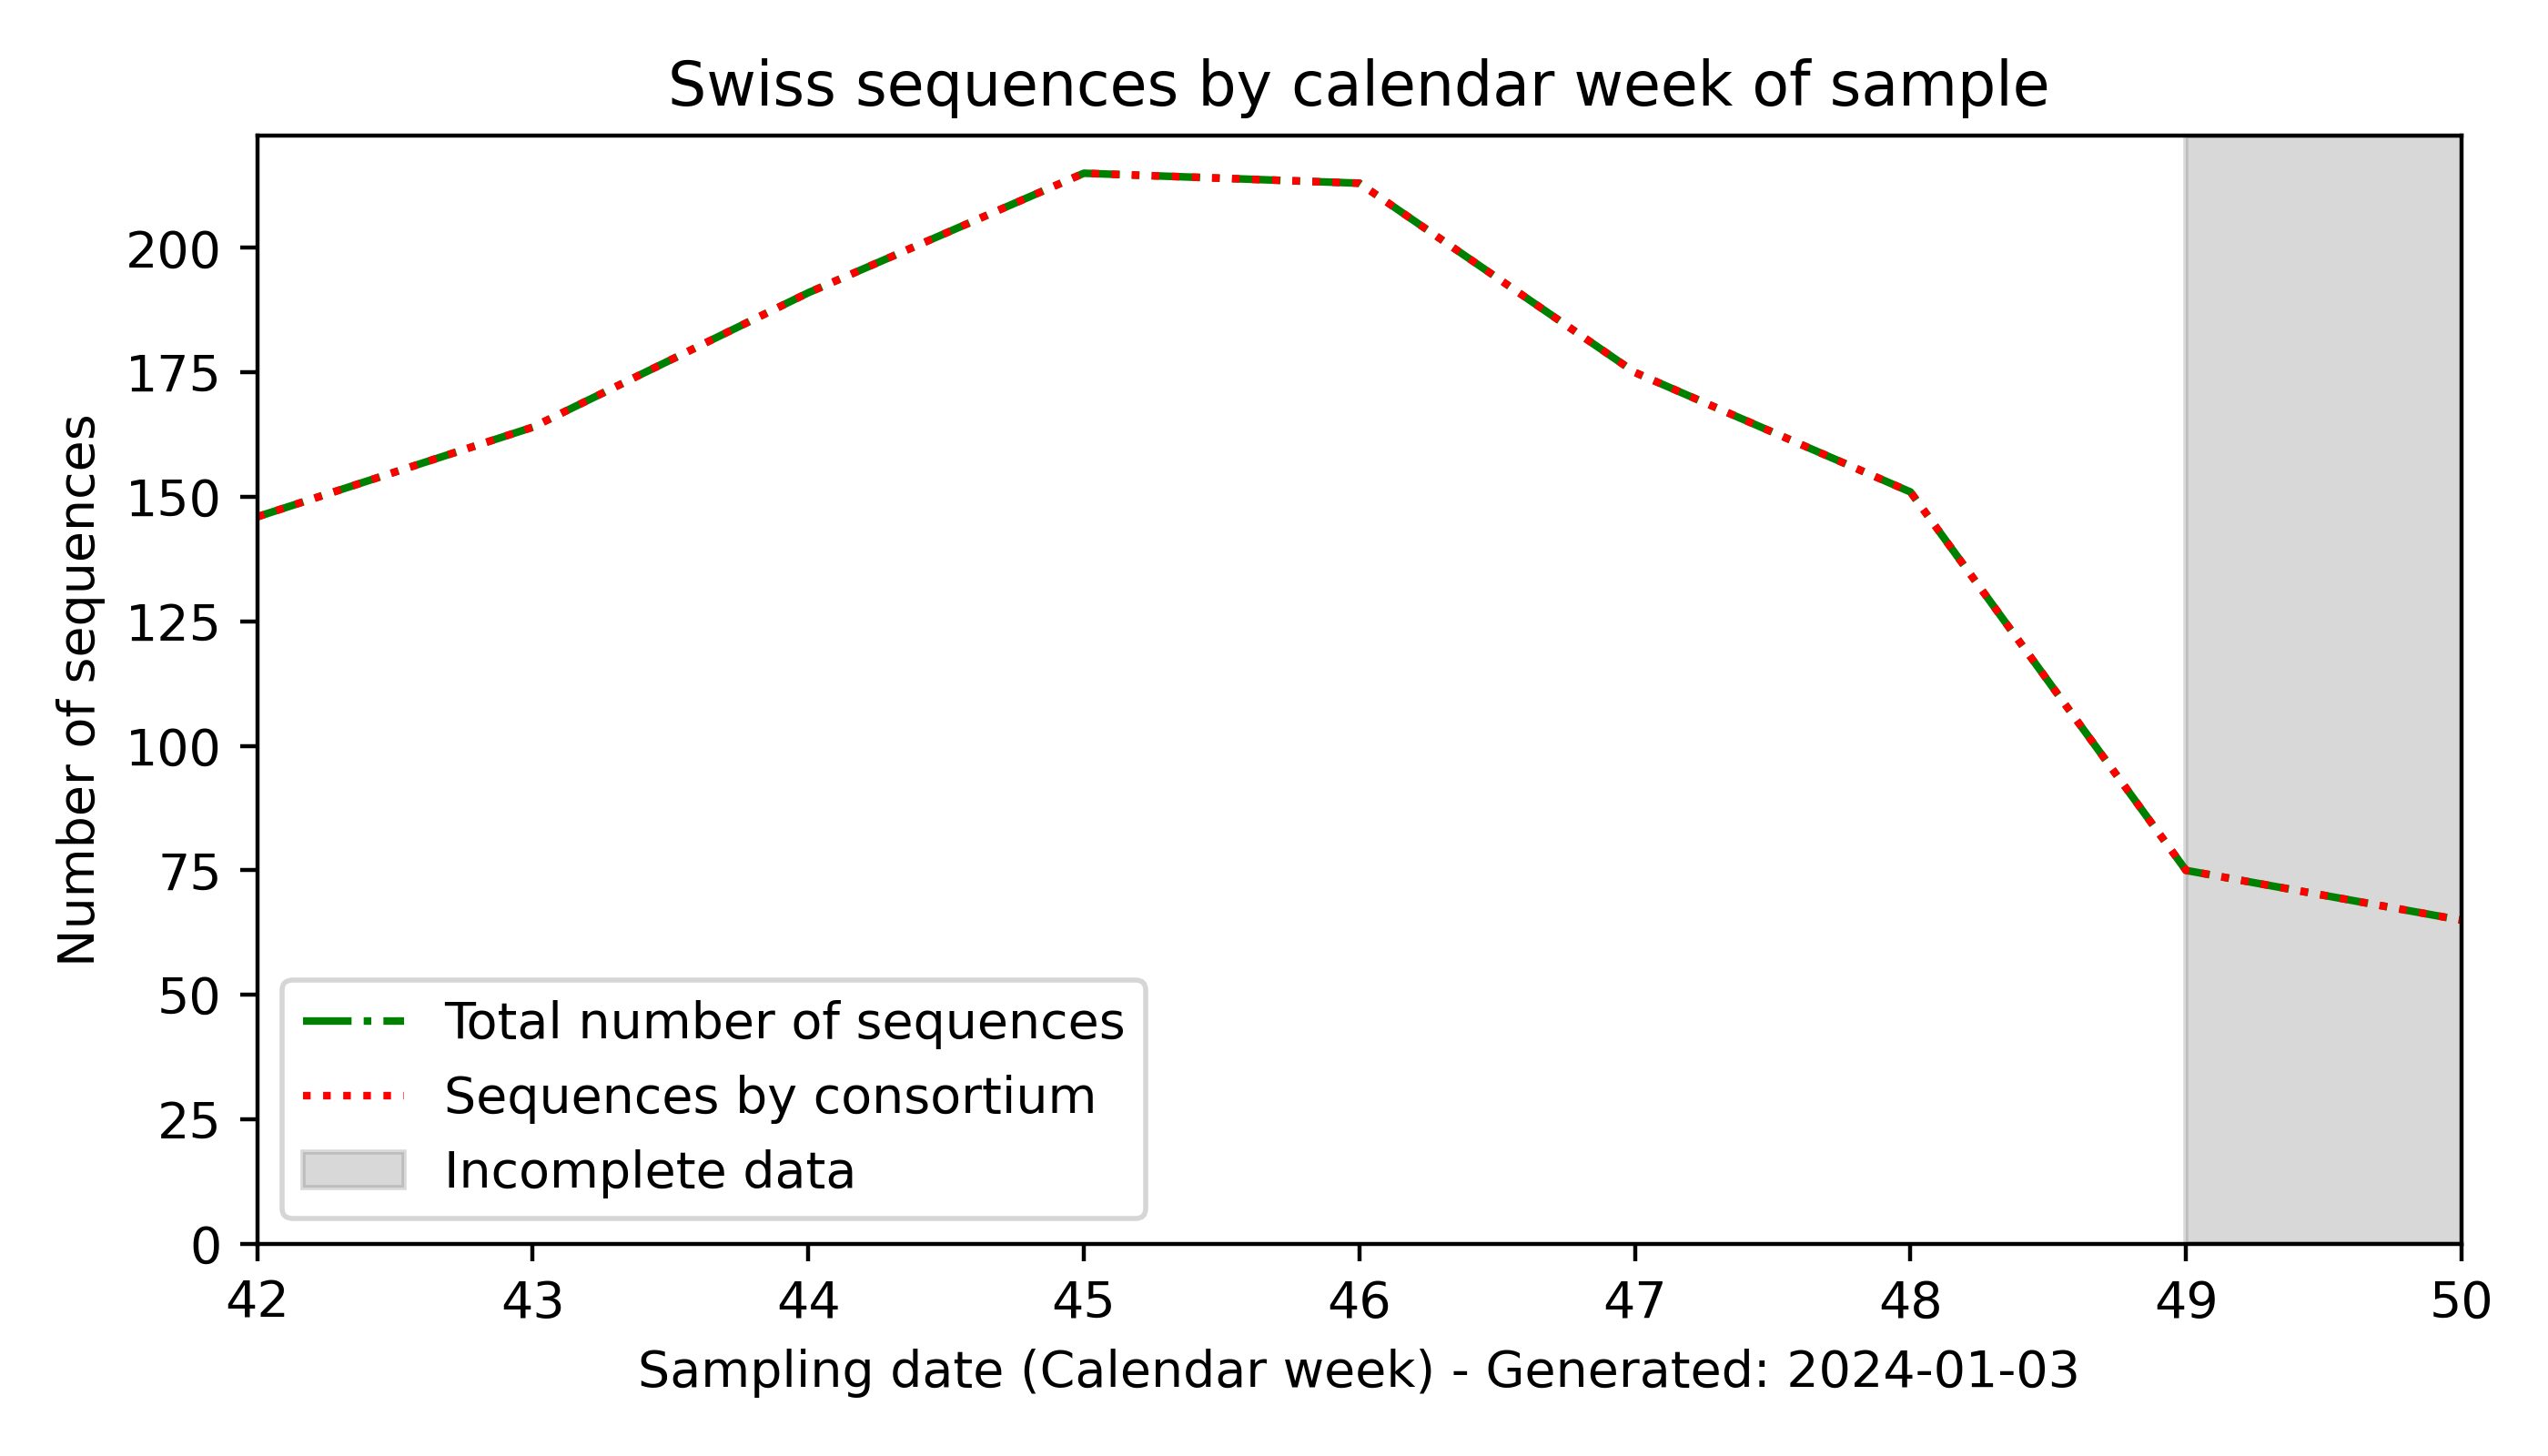 Swiss sequences by calendar week of sample
Number of sequences
200
175
150
125
100
75
50
25
0
Total number of sequences
Sequences by consortium
Incomplete data
42 43 44 45 46 47 48 49 50
Sampling date (Calendar week) - Generated: 2024-01-03